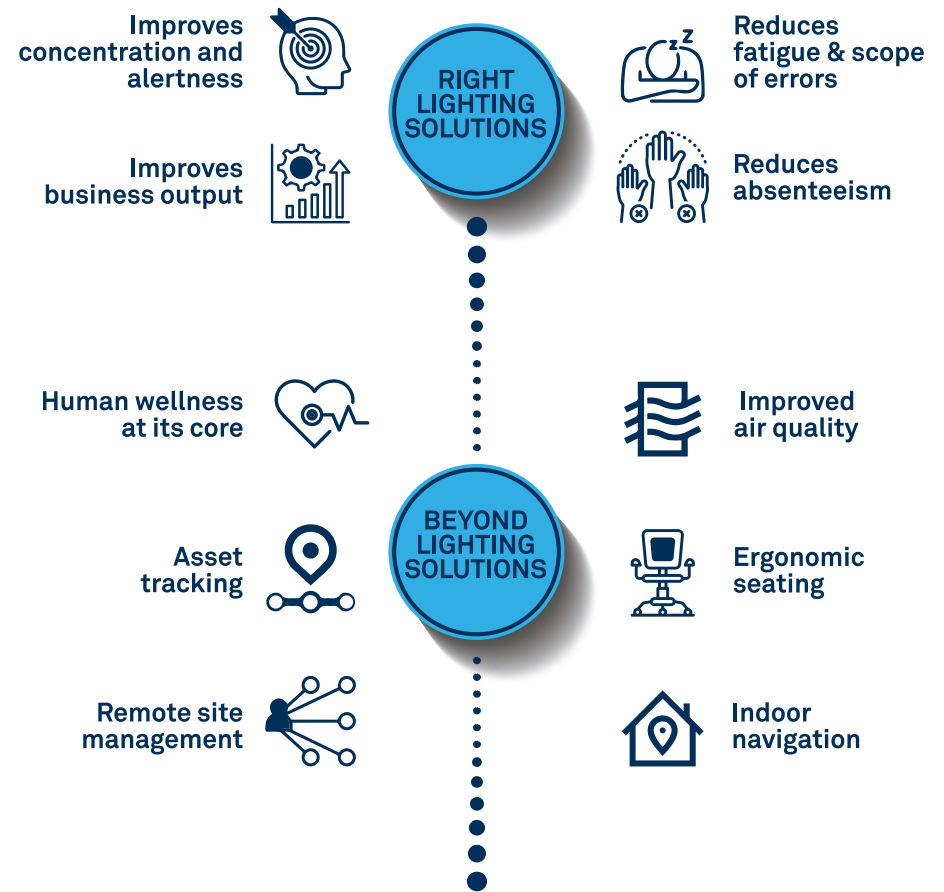 Improves
concentration and
alertness
RIGHT
LIGHTING
SOLUTIONS
Reduces
fatigue & scope
of errors
zz
Improves
business output
Reduces
absenteeism
Human wellness
at its core
Improved
air quality
BEYOND
LIGHTING
SOLUTIONS
Asset
tracking
Ergonomic
seating
Remote site
management
Indoor
navigation